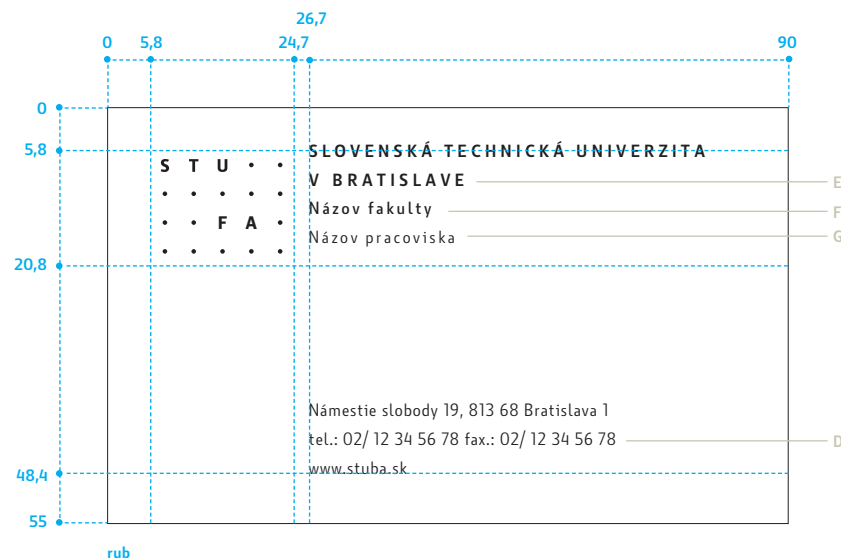 26,7
0 5,8 24,7 90
0
5,8
SLOVENSKÁ TECHNICKÁ UNIVERZITA
S T U • •
V BRATISLAVE E
• • • • •
Názov fakulty F
• • F A •
Názov pracoviska G
• • • • •
20,8
Námestie slobody 19, 813 68 Bratislava 1
tel.: 02/ 12 34 56 78 fax.: 02/ 12 34 56 78 D
www.stuba.sk
48,4
55
rub